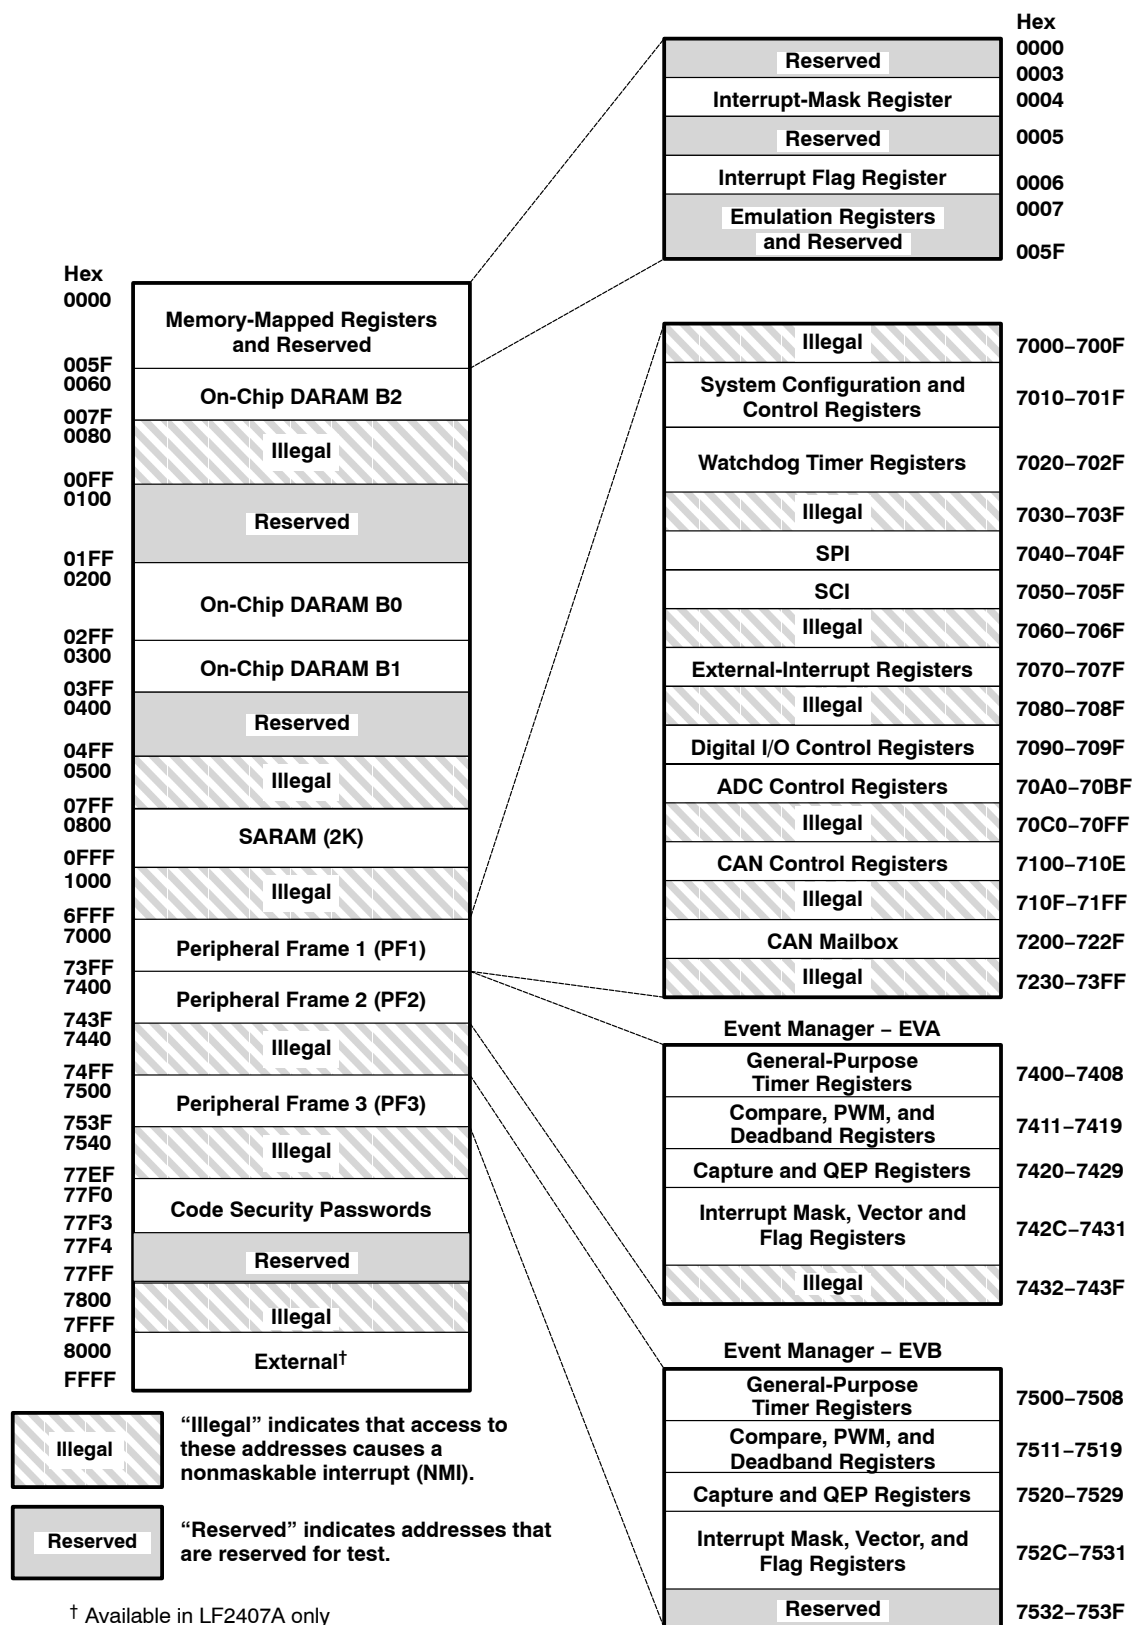 Hex
0000
Reserved
0003
Interrupt-Mask Register
0004
Reserved
0005
Interrupt Flag Register
0006
0007
Emulation Registers
and Reserved
005F
Hex
0000
Memory-Mapped Registers
and Reserved
005F
0060
On-Chip DARAM B2
007F
0080
Illegal
00FF
0100
Reserved
01FF
0200
On-Chip DARAM B0
02FF
0300
On-Chip DARAM B1
03FF
0400
Reserved
04FF
0500
Illegal
07FF
0800
SARAM (2K)
0FFF
1000
Illegal
6FFF
7000
Peripheral Frame 1 (PF1)
73FF
7400
Peripheral Frame 2 (PF2)
743F
7440
Illegal
74FF
7500
Peripheral Frame 3 (PF3)
753F
7540
Illegal
77EF
77F0
Code Security Passwords
77F3
77F4
Reserved
77FF
7800
Illegal
7FFF
8000
External†
FFFF
Illegal 7000–700F
System Configuration and
Control Registers
7010–701F
Watchdog Timer Registers 7020–702F
Illegal 7030–703F
SPI 7040–704F
SCI 7050–705F
Illegal 7060–706F
External-Interrupt Registers 7070–707F
Illegal 7080–708F
Digital I/O Control Registers 7090–709F
ADC Control Registers 70A0–70BF
Illegal 70C0–70FF
CAN Control Registers 7100–710E
Illegal 710F–71FF
CAN Mailbox 7200–722F
Illegal 7230–73FF
Event Manager – EVA
General-Purpose
Timer Registers
7400–7408
Compare, PWM, and
Deadband Registers
7411–7419
Capture and QEP Registers 7420–7429
Interrupt Mask, Vector and
Flag Registers
742C–7431
Illegal 7432–743F
Event Manager – EVB
General-Purpose
Timer Registers
7500–7508
Compare, PWM, and
Deadband Registers
7511–7519
Capture and QEP Registers 7520–7529
Interrupt Mask, Vector, and
Flag Registers
752C–7531
Reserved 7532–753F
Illegal
“Illegal” indicates that access to
these addresses causes a
nonmaskable interrupt (NMI).
Reserved
“Reserved” indicates addresses that
are reserved for test.
† Available in LF2407A only